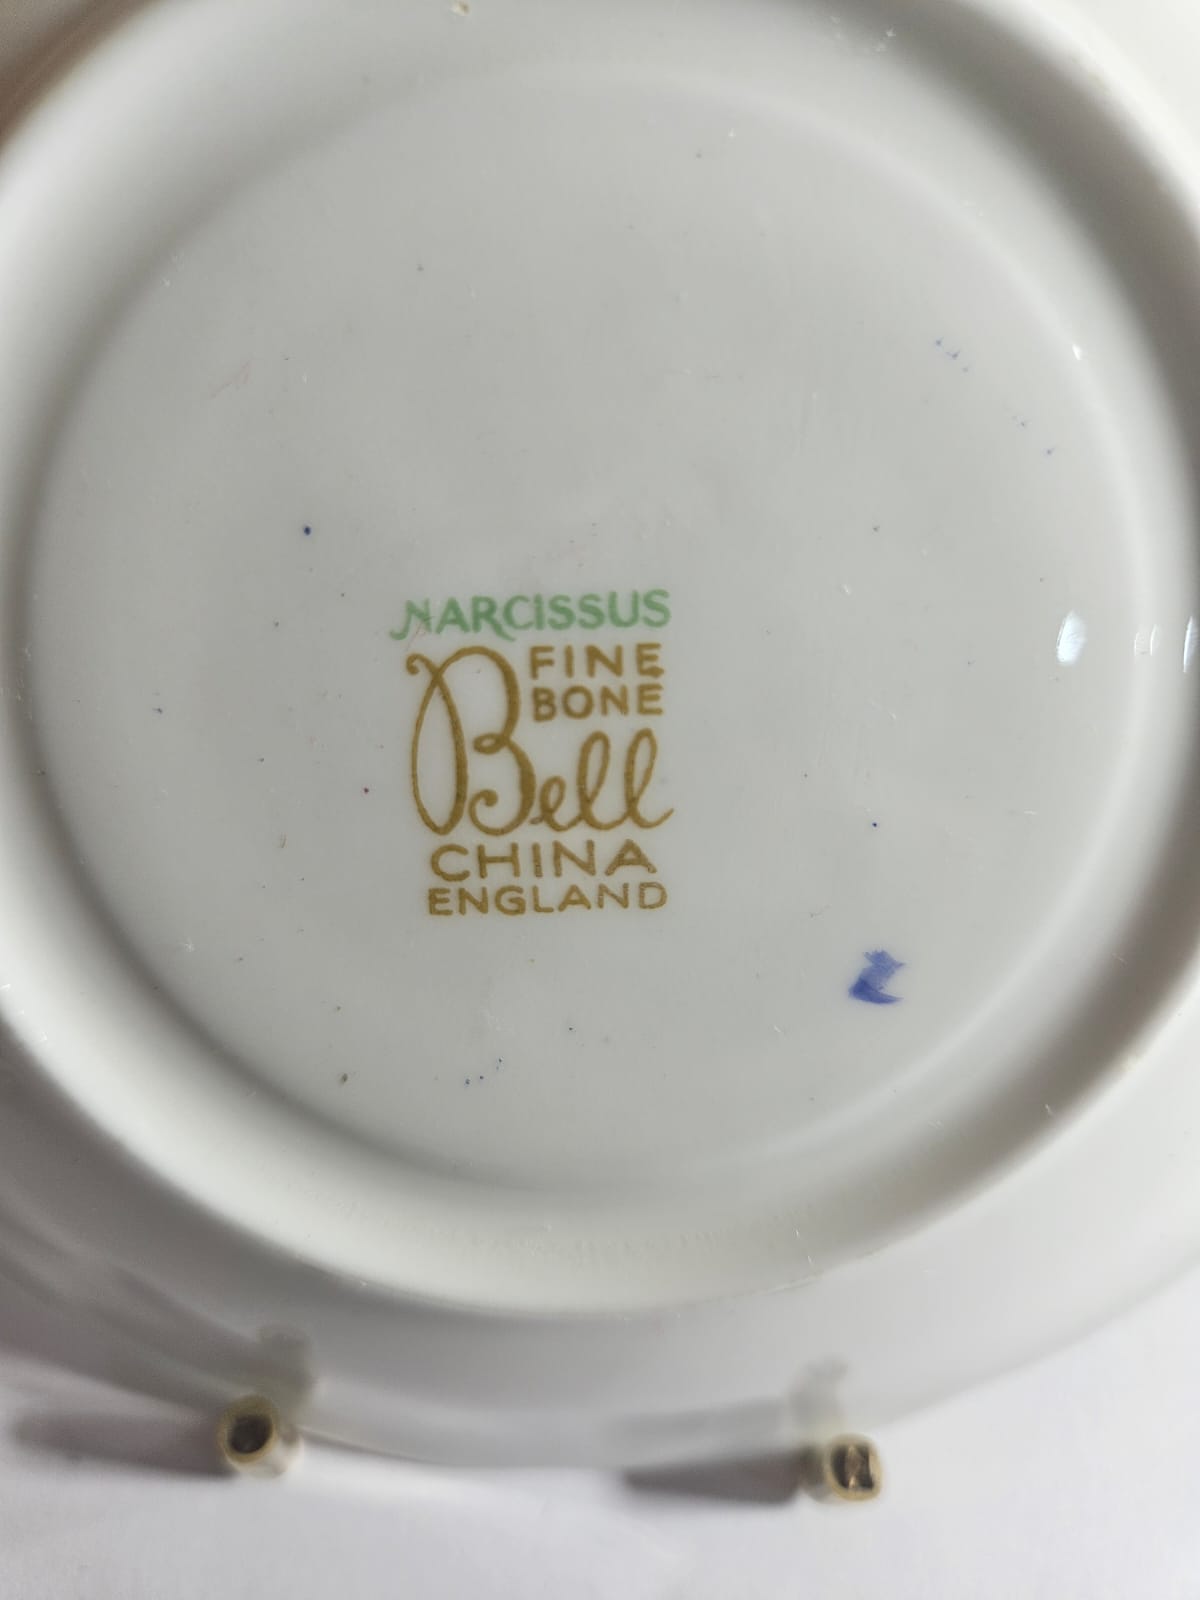 NARCISSUS
FINE
BONE
Bell
CHINA
ENGLAND